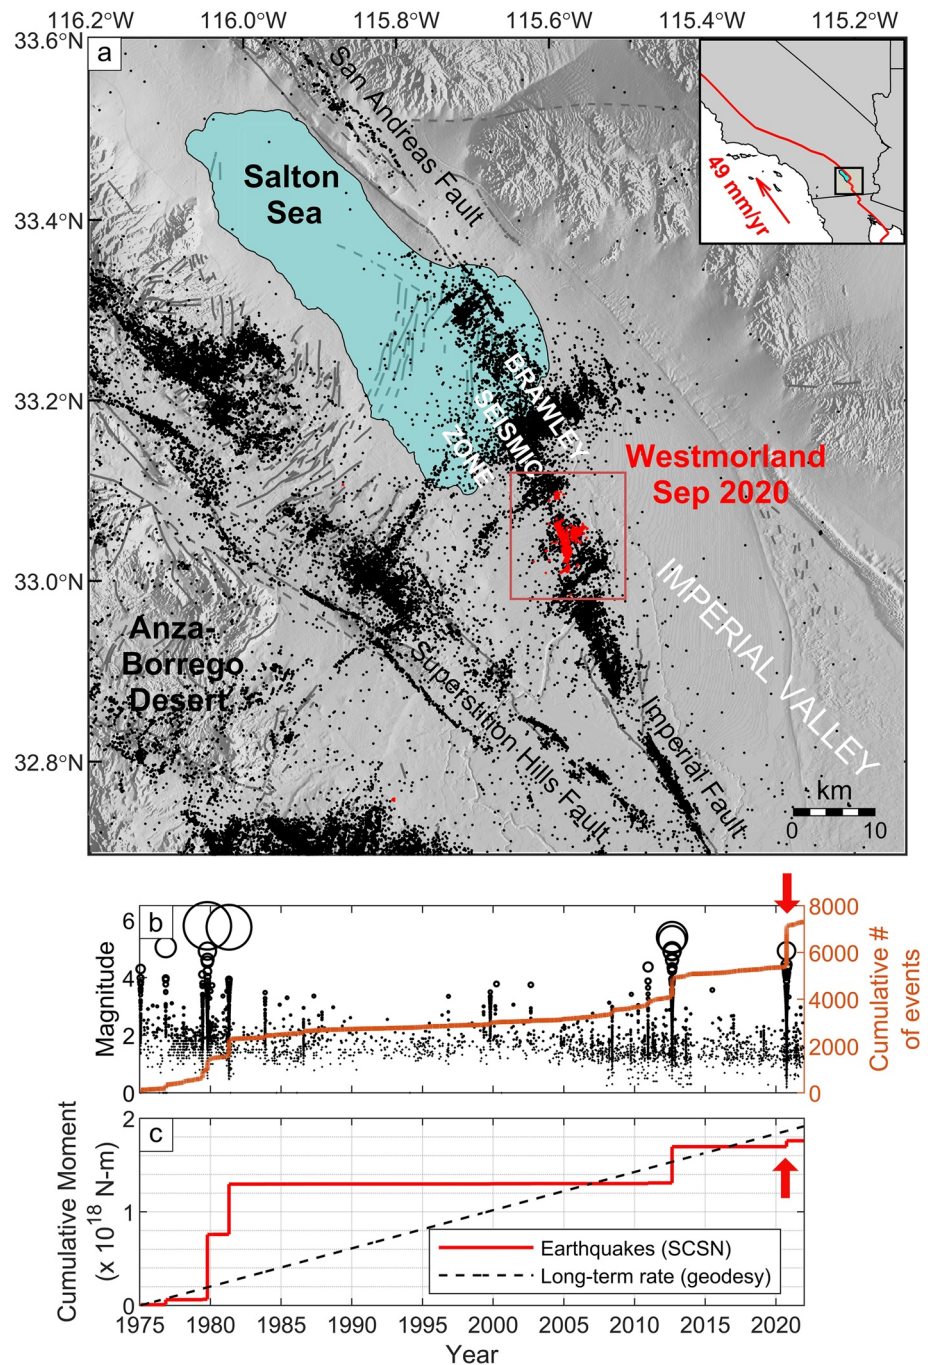 116.2°W 116.0°W 115.8°W 115.6°W 115.4°W 115.2°W
33.6°N
33.4°N
33.2°N
33.0°N
32.8°N
a
San Andreas Fault
49 mm/yr
Salton
Sea
BRAWLEY
SEISMIC
ZONE
Westmorland
Sep 2020
IMPERIAL VALLEY
Anza-
Borrego
Desert
Superstition Hills Fault
Imperial Fault
km
0 10
b
Magnitude
6
4
2
0
8000
6000
4000
2000
0
Cumulative #
of events
c
Cumulative Moment
(x 10^18 N-m)
2
1
0
Earthquakes (SCSN)
Long-term rate (geodesy)
1975 1980 1985 1990 1995 2000 2005 2010 2015 2020
Year